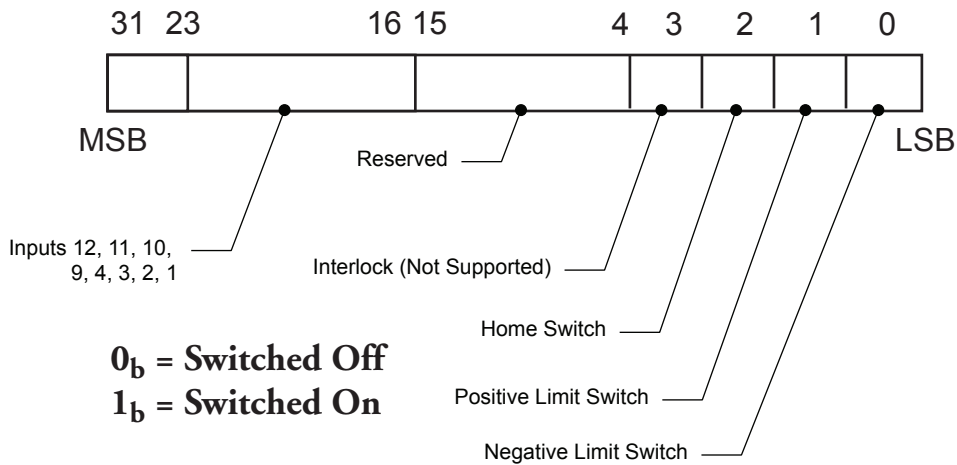 31 23 16 15 4 3 2 1 0
MSB LSB
Reserved
Inputs 12, 11, 10,
9, 4, 3, 2, 1
Interlock (Not Supported)
Home Switch
0b = Switched Off
1b = Switched On
Positive Limit Switch
Negative Limit Switch